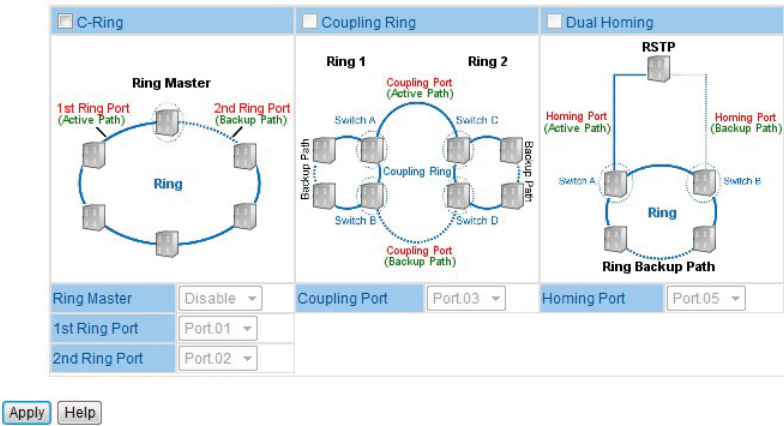 C-Ring
Ring Master
1st Ring Port
(Active Path)
2nd Ring Port
(Backup Path)
Ring
Ring Master Disable
1st Ring Port Port.01
2nd Ring Port Port.02
Coupling Ring
Ring 1 Ring 2
Coupling Port
(Active Path)
Switch A Switch C
Backup Path
Coupling Ring
Backup Path
Switch B Switch D
Coupling Port
(Backup Path)
Coupling Port Port.03
Dual Homing
RSTP
Homing Port
(Active Path)
Homing Port
(Backup Path)
Switch A Switch B
Ring
Ring Backup Path
Homing Port Port.05
Apply Help